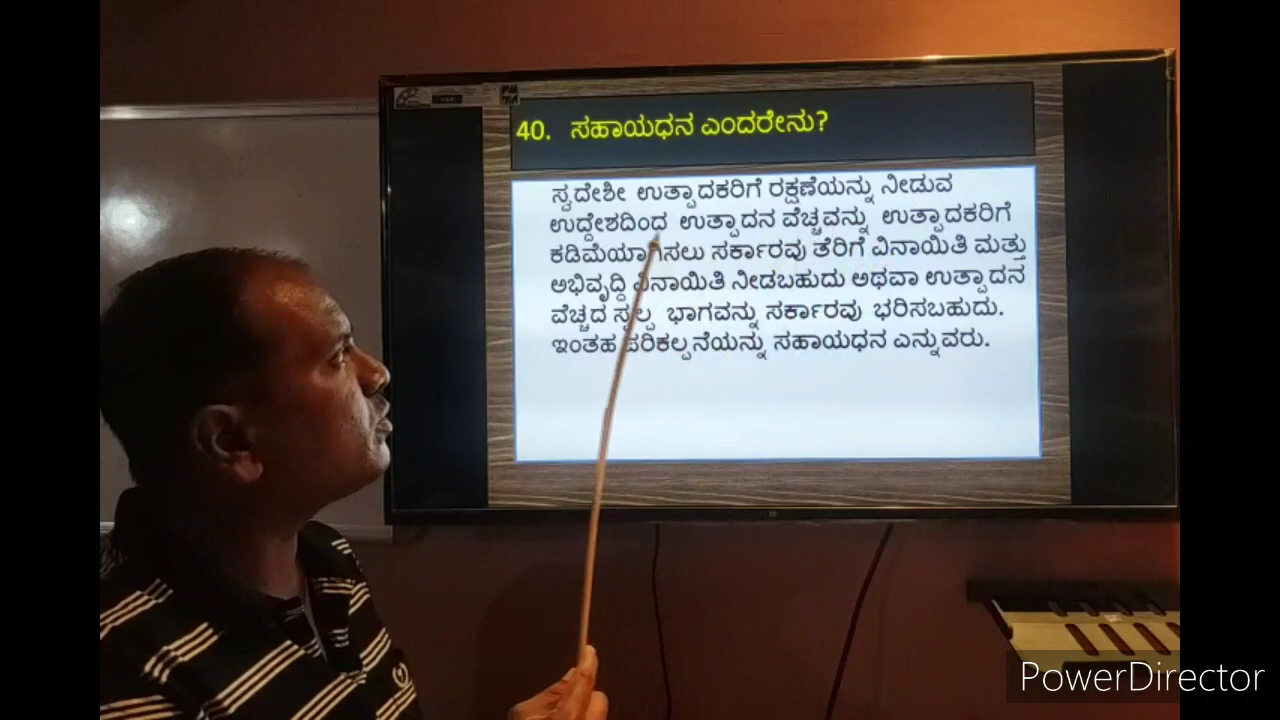 40. ಸಹಾಯಧನ ಎಂದರೇನು?
ಸ್ವದೇಶೀ ಉತ್ಪಾದಕರಿಗೆ ರಕ್ಷಣೆಯನ್ನು ನೀಡುವ
ಉದ್ದೇಶದಿಂದ ಉತ್ಪಾದನ ವೆಚ್ಚವನ್ನು ಉತ್ಪಾದಕರಿಗೆ
ಕಡಿಮೆಯಾಗಿಸಲು ಸರ್ಕಾರವು ತೆರಿಗೆ ವಿನಾಯಿತಿ ಮತ್ತು
ಅಭಿವೃದ್ದಿ ವಿನಾಯಿತಿ ನೀಡಬಹುದು ಅಥವಾ ಉತ್ಪಾದನ
ವೆಚ್ಚದ ಸ್ವಲ್ಪ ಭಾಗವನ್ನು ಸರ್ಕಾರವು ಭರಿಸಬಹುದು.
ಇಂತಹ ಪರಿಕಲ್ಪನೆಯನ್ನು ಸಹಾಯಧನ ಎನ್ನುವರು.
PowerDirector